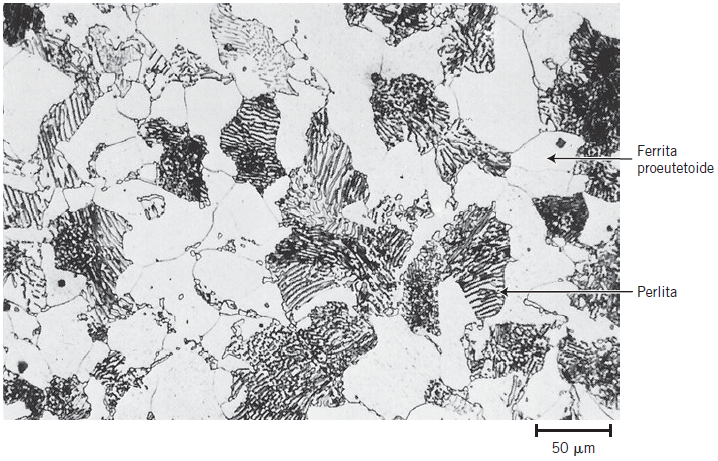 Ferrita
proeutetoide
Perlita
50 μm